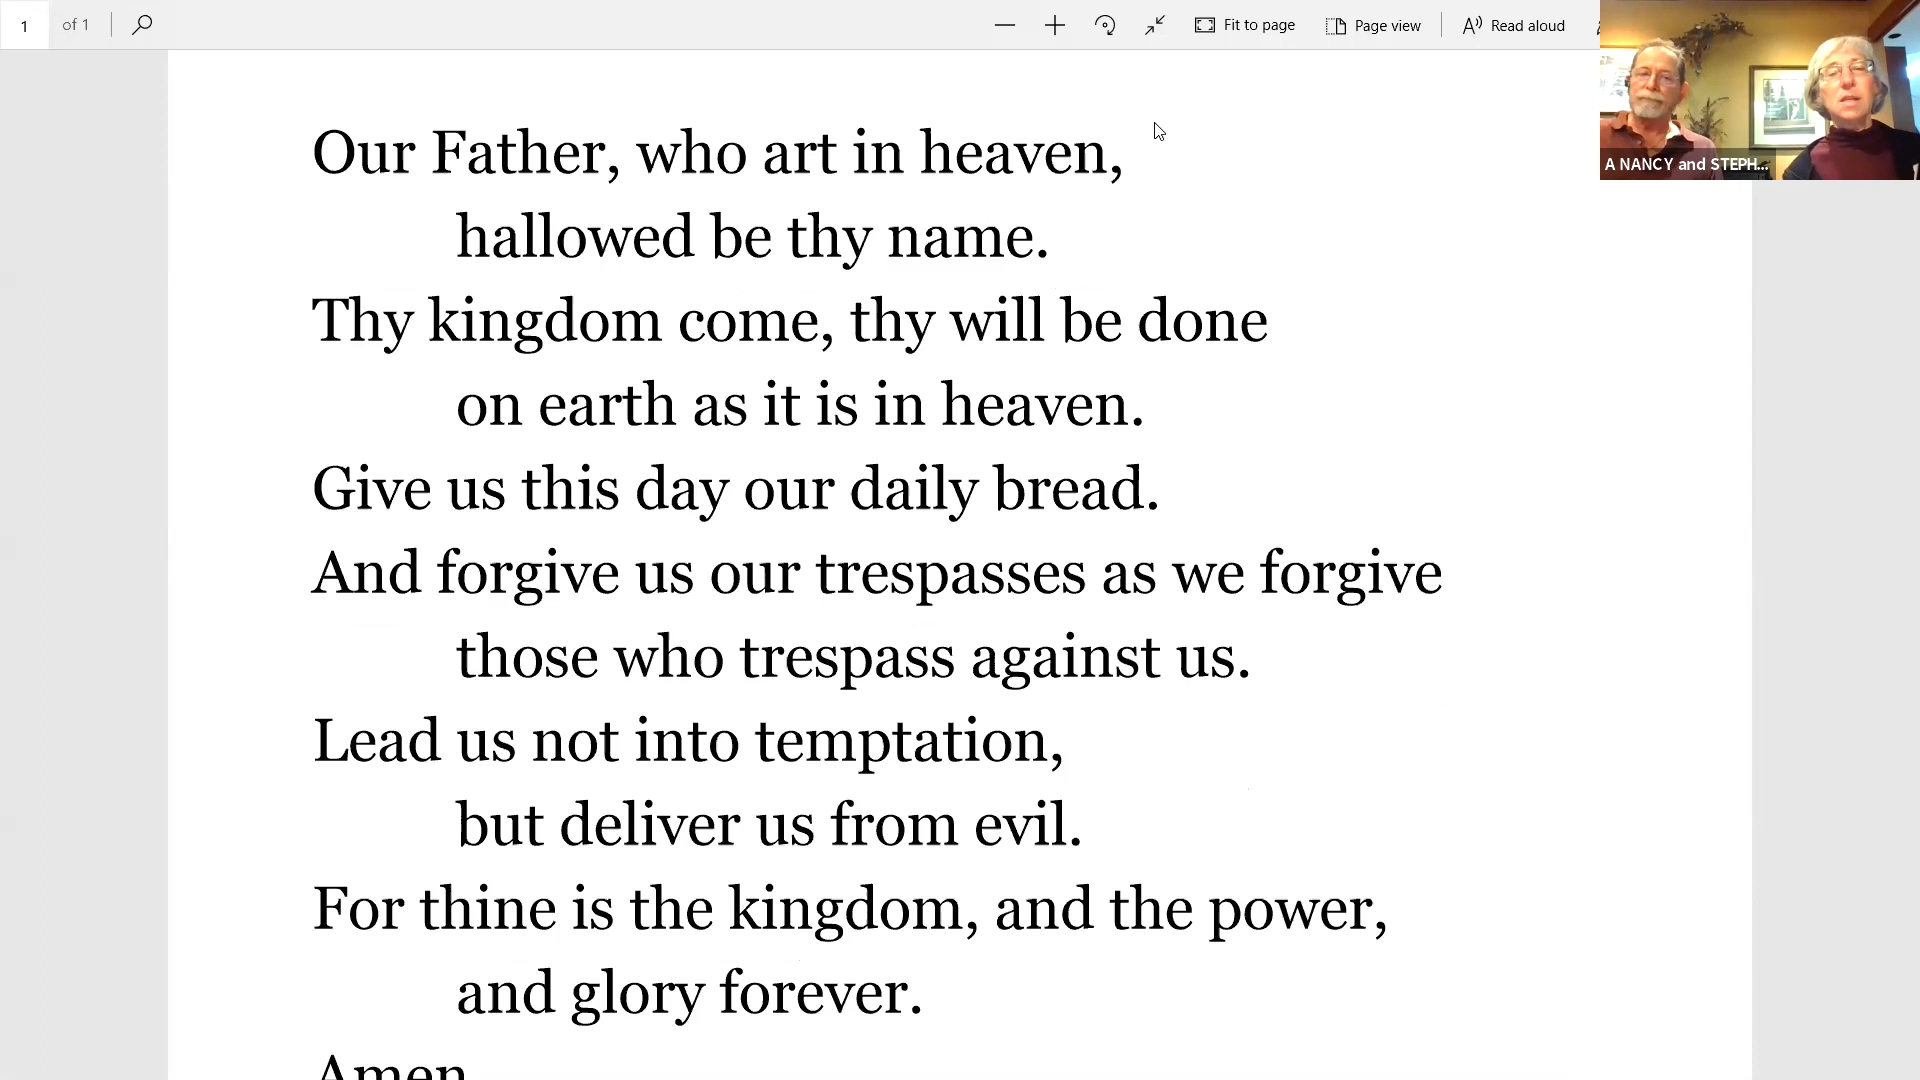 1 of 1 Fit to page Page view Read aloud
A NANCY and STEPH...
Our Father, who art in heaven,
hallowed be thy name.
Thy kingdom come, thy will be done
on earth as it is in heaven.
Give us this day our daily bread.
And forgive us our trespasses as we forgive
those who trespass against us.
Lead us not into temptation,
but deliver us from evil.
For thine is the kingdom, and the power,
and glory forever.
Amen